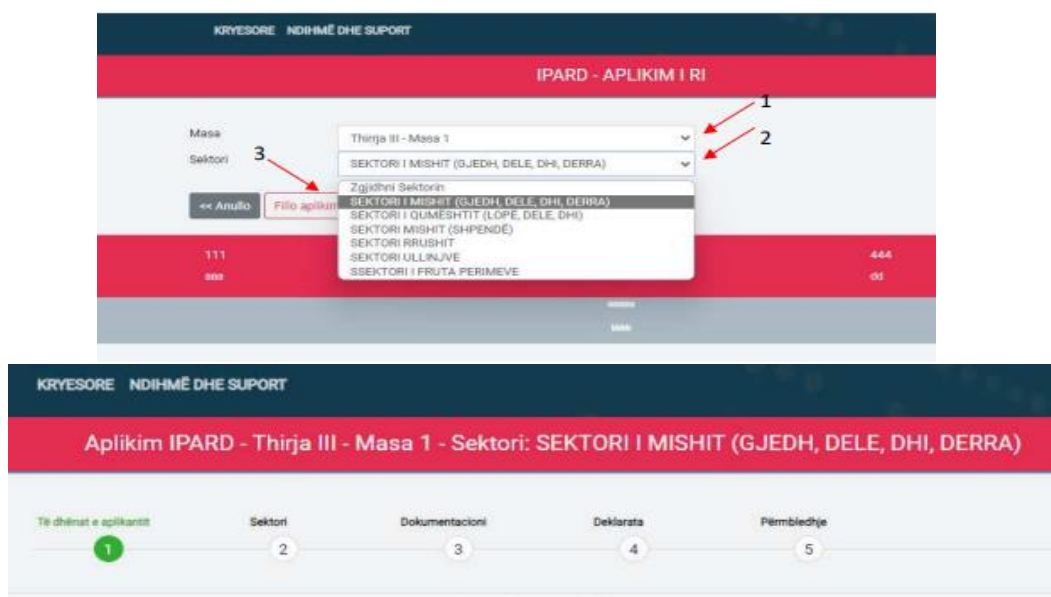 KRYESORE NDIHMË DHE SUPORT
IPARD - APLIKIM I RI
1
Masa
Thirrja III - Masa 1
2
Sektori
3
SEKTORI I MISHIT (GJEDH, DELE, DHI, DERRA)
<< Anullo
Fillo aplikim
Zgjidhni Sektorin
SEKTORI I MISHIT (GJEDH, DELE, DHI, DERRA)
SEKTORI I QUMËSHTIT (LOPË, DELE, DHI)
SEKTORI MISHIT (SHPENDË)
SEKTORI RRUSHIT
SEKTORI ULLINJVE
SSEKTORI I FRUTA PERIMEVE
111
444
dd
KRYESORE NDIHMË DHE SUPORT
Aplikim IPARD - Thirja III - Masa 1 - Sektori: SEKTORI I MISHIT (GJEDH, DELE, DHI, DERRA)
Të dhënat e aplikantit
Sektori
Dokumentacioni
Deklarata
Përmbledhje
1
2
3
4
5